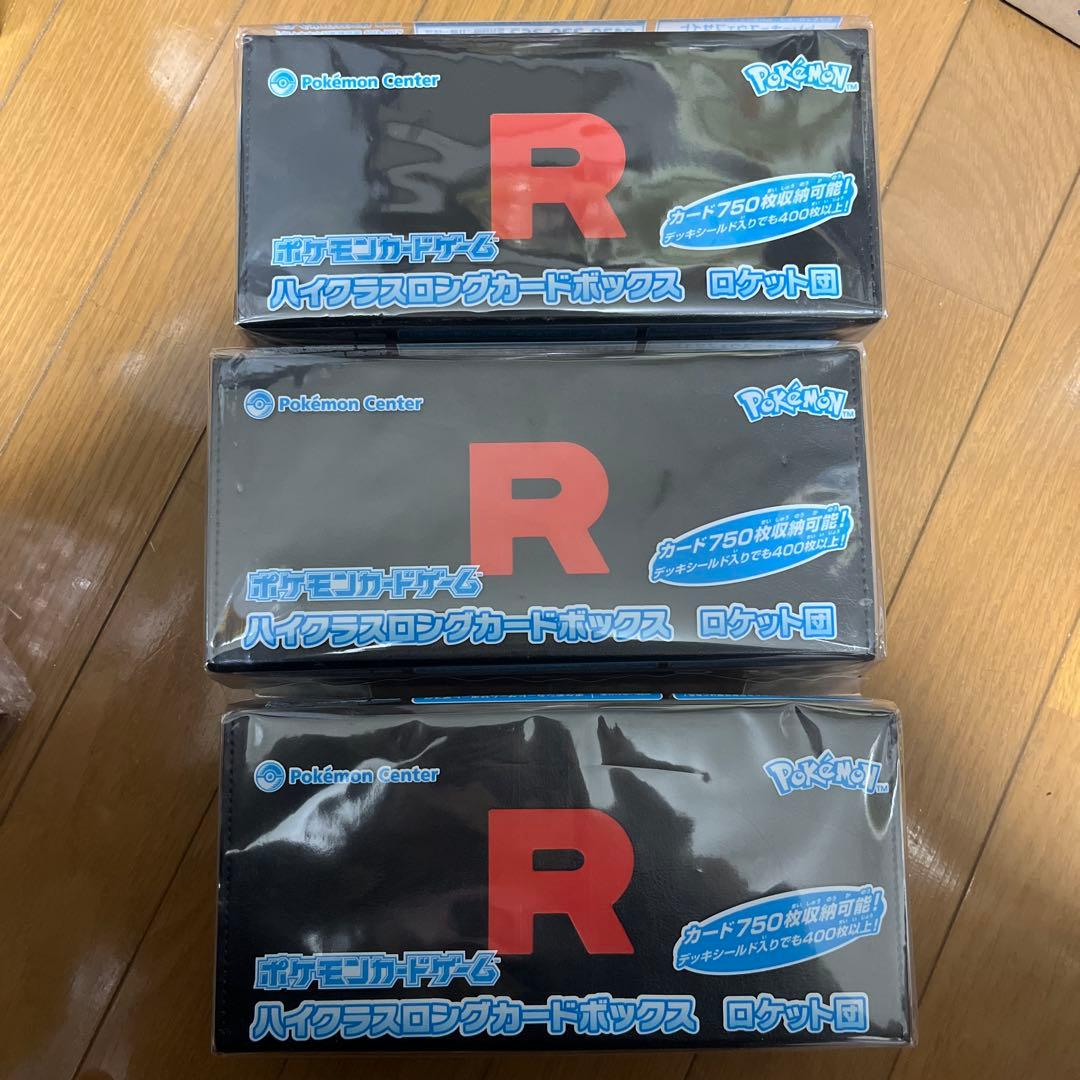 Pokémon Center
POKÉMON™
R
カード750枚収納可能!
デッキシールド入りでも400枚以上!
ポケモンカードゲーム
ハイクラスロングカードボックス ロケット団
Pokémon Center
POKÉMON™
R
カード750枚収納可能!
デッキシールド入りでも400枚以上!
ポケモンカードゲーム
ハイクラスロングカードボックス ロケット団
Pokémon Center
POKÉMON™
R
カード750枚収納可能!
デッキシールド入りでも400枚以上!
ポケモンカードゲーム
ハイクラスロングカードボックス ロケット団